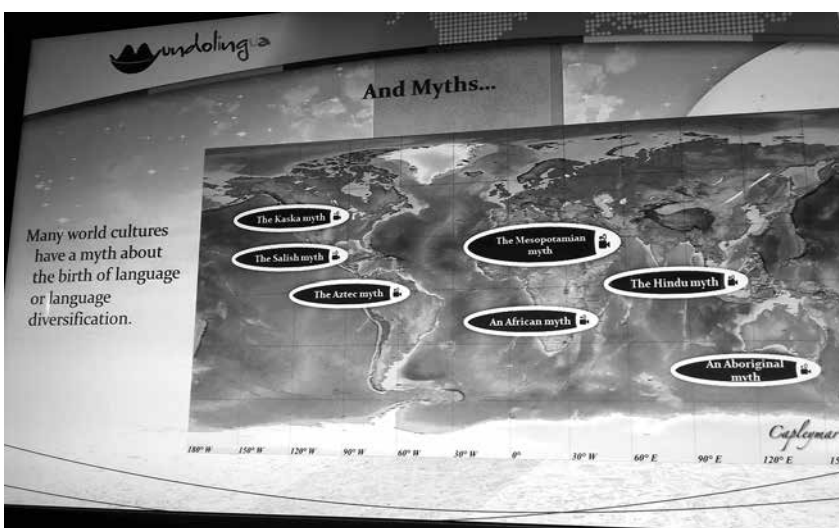 Mundolingua
And Myths...
Many world cultures
have a myth about
the birth of language
or language
diversification.
The Kaska myth
The Salish myth
The Aztec myth
The Mesopotamian
myth
The Hindu myth
An African myth
An Aboriginal
myth
Capleymar
180° W 150° W 120° W 90° W 60° W 30° W 0° 30° W 60° E 90° E 120° E 15